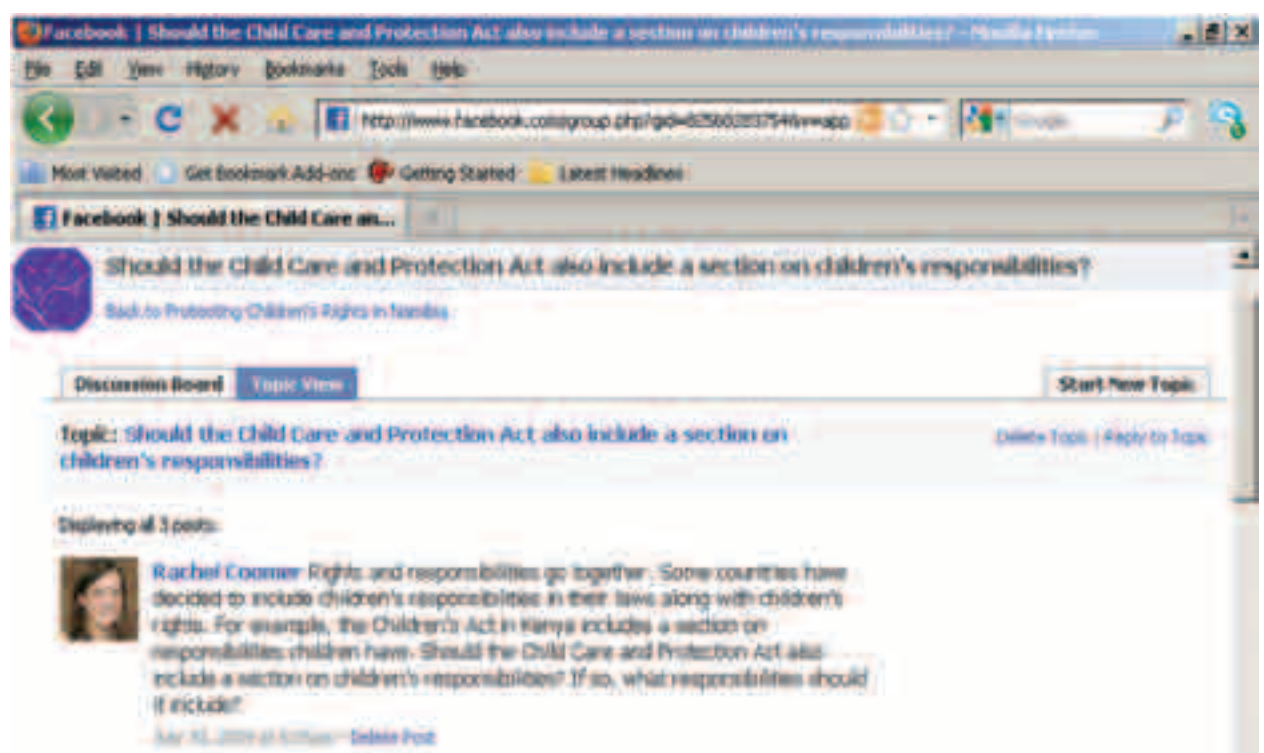 Facebook | Should the Child Care and Protection Act also include a section on children's responsibilities? - Mozilla Firefox
File Edit View History Bookmarks Tools Help
Google
Most Visited Get Bookmark Add-ons Getting Started Latest Headlines
Facebook | Should the Child Care an...
Should the Child Care and Protection Act also include a section on children's responsibilities?
Back to Protecting Children's Rights in Namibia
Discussion Board Topic View Start New Topic
Topic: Should the Child Care and Protection Act also include a section on
children's responsibilities?
Delete Topic | Reply to Topic
Displaying all 3 posts.
Rachel Coomer Rights and responsibilities go together. Some countries have
decided to include children's responsibilities in their laws along with children's
rights. For example, the Children's Act in Kenya includes a section on
responsibilities children have. Should the Child Care and Protection Act also
include a section on children's responsibilities? If so, what responsibilities should
it include?
Delete Post